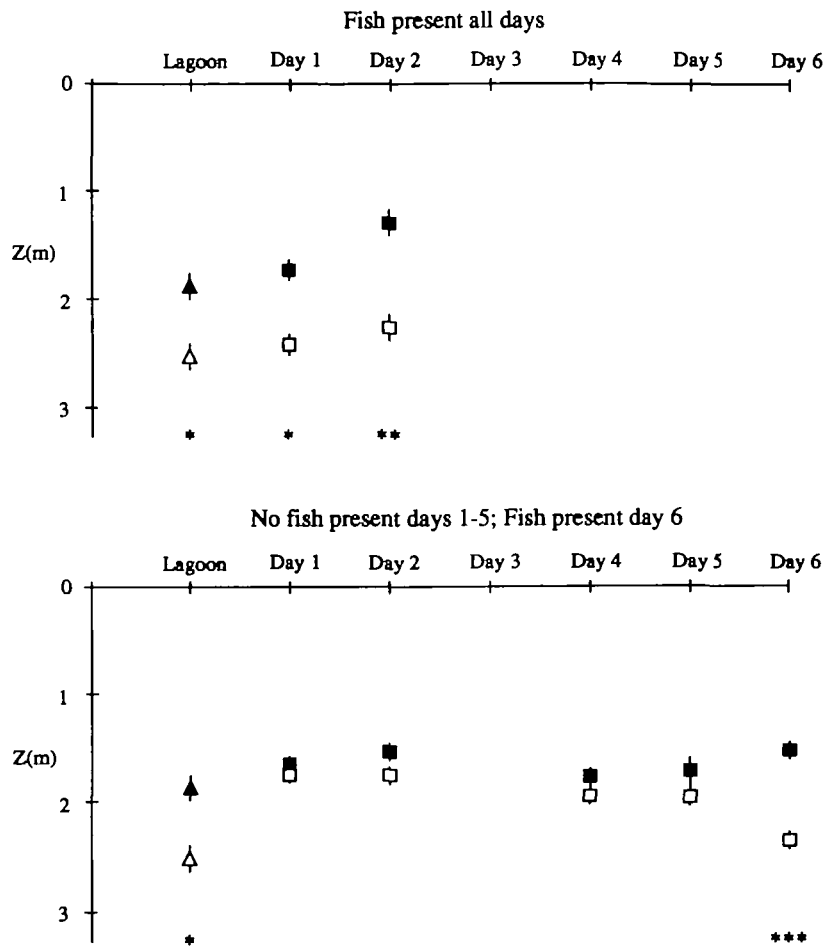 Fish present all days
Lagoon Day 1 Day 2 Day 3 Day 4 Day 5 Day 6
0
1
Z(m)
2
3
* * **
No fish present days 1-5; Fish present day 6
Lagoon Day 1 Day 2 Day 3 Day 4 Day 5 Day 6
0
1
Z(m)
2
3
* ***